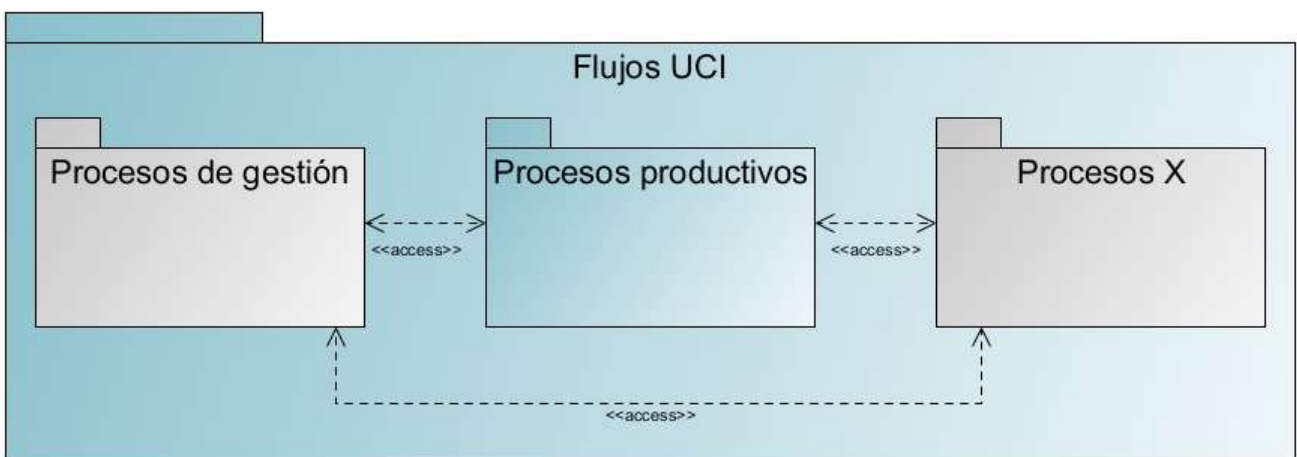 Flujos UCI
Procesos de gestión
Procesos productivos
Procesos X
<<access>>
<<access>>
<<access>>